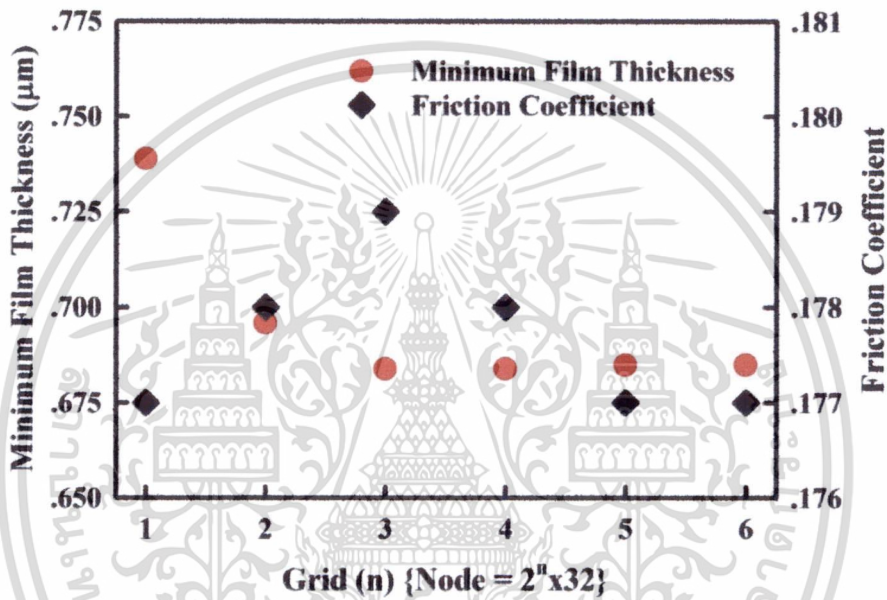 .775
.750
.725
.700
.675
.650
Minimum Film Thickness (μm)
Minimum Film Thickness
Friction Coefficient
.181
.180
.179
.178
.177
.176
Friction Coefficient
1 2 3 4 5 6
Grid (n) {Node = 2ⁿx32}